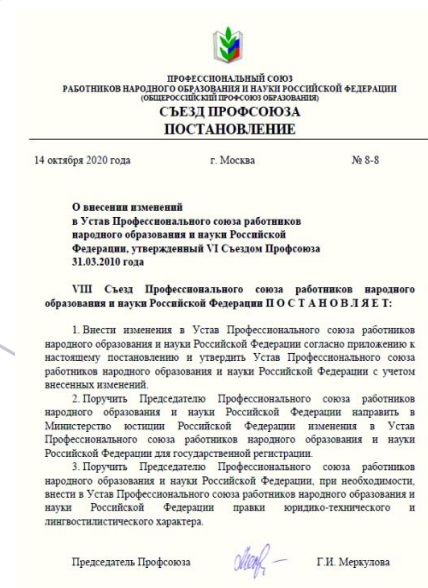 ПРОФЕССИОНАЛЬНЫЙ СОЮЗ
РАБОТНИКОВ НАРОДНОГО ОБРАЗОВАНИЯ И НАУКИ РОССИЙСКОЙ ФЕДЕРАЦИИ
(ОБЩЕРОССИЙСКИЙ ПРОФСОЮЗ ОБРАЗОВАНИЯ)
СЪЕЗД ПРОФСОЮЗА
ПОСТАНОВЛЕНИЕ
14 октября 2020 года г. Москва № 8-8
О внесении изменений
в Устав Профессионального союза работников
народного образования и науки Российской
Федерации, утвержденный VI Съездом Профсоюза
31.03.2010 года
VIII Съезд Профессионального союза работников народного
образования и науки Российской Федерации П О С Т А Н О В Л Я Е Т:
1. Внести изменения в Устав Профессионального союза работников
народного образования и науки Российской Федерации согласно приложению к
настоящему постановлению и утвердить Устав Профессионального союза
работников народного образования и науки Российской Федерации с учетом
внесенных изменений.
2. Поручить Председателю Профессионального союза работников
народного образования и науки Российской Федерации направить в
Министерство юстиции Российской Федерации изменения в Устав
Профессионального союза работников народного образования и науки
Российской Федерации для государственной регистрации.
3. Поручить Председателю Профессионального союза работников
народного образования и науки Российской Федерации, при необходимости,
внести в Устав Профессионального союза работников народного образования и
науки Российской Федерации правки юридико-технического и
лингвостилистического характера.
Председатель Профсоюза Г.И. Меркулова